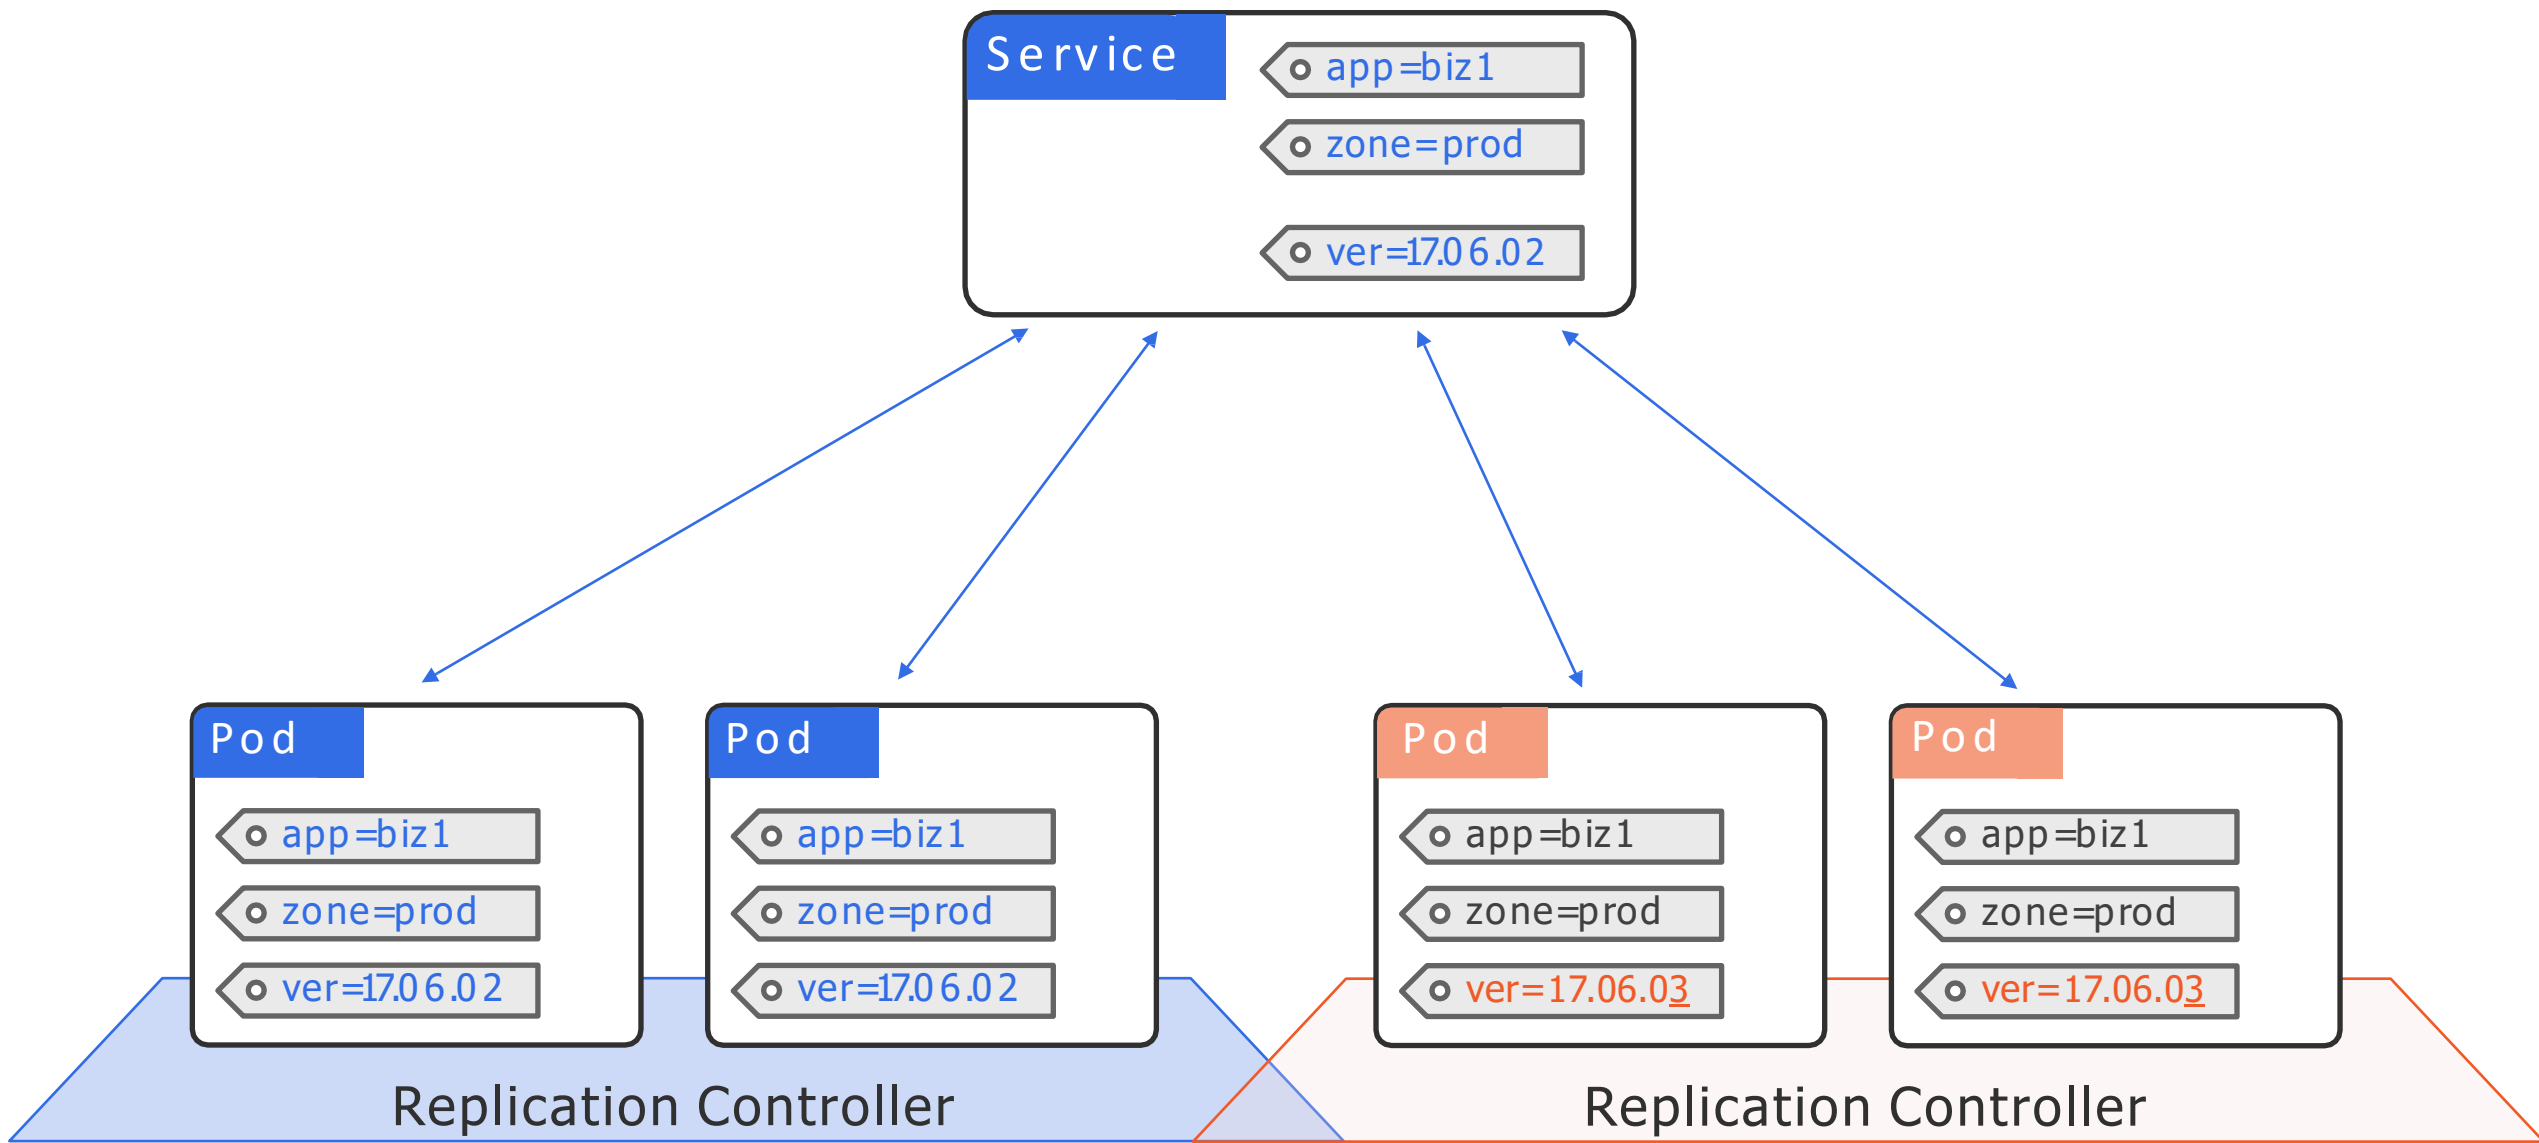 Service
app=biz1
zone=prod
ver=17.06.02
Pod
app=biz1
zone=prod
ver=17.06.02
Pod
app=biz1
zone=prod
ver=17.06.02
Pod
app=biz1
zone=prod
ver=17.06.03
Pod
app=biz1
zone=prod
ver=17.06.03
Replication Controller
Replication Controller